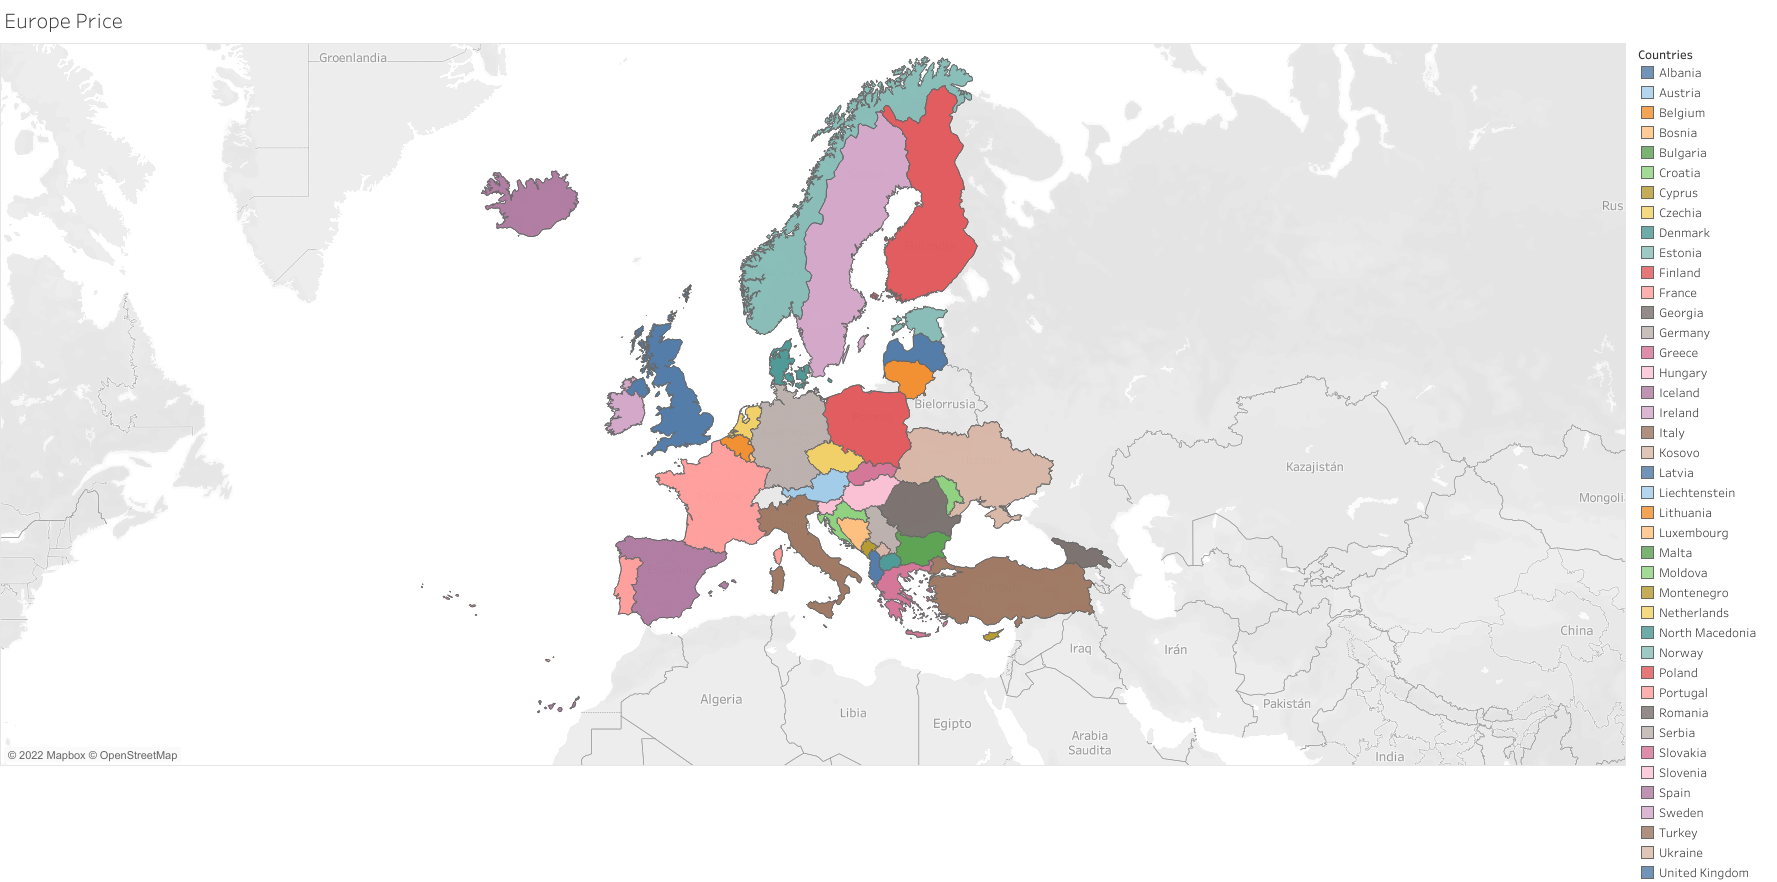 Europe Price
Groenlandia
Rus
Bielorrusia
Kazajistán
Mongoli
China
Iraq
Irán
Algeria
Libia
Egipto
Pakistán
Arabia
Saudita
India
© 2022 Mapbox © OpenStreetMap
Countries
Albania
Austria
Belgium
Bosnia
Bulgaria
Croatia
Cyprus
Czechia
Denmark
Estonia
Finland
France
Georgia
Germany
Greece
Hungary
Iceland
Ireland
Italy
Kosovo
Latvia
Liechtenstein
Lithuania
Luxembourg
Malta
Moldova
Montenegro
Netherlands
North Macedonia
Norway
Poland
Portugal
Romania
Serbia
Slovakia
Slovenia
Spain
Sweden
Turkey
Ukraine
United Kingdom